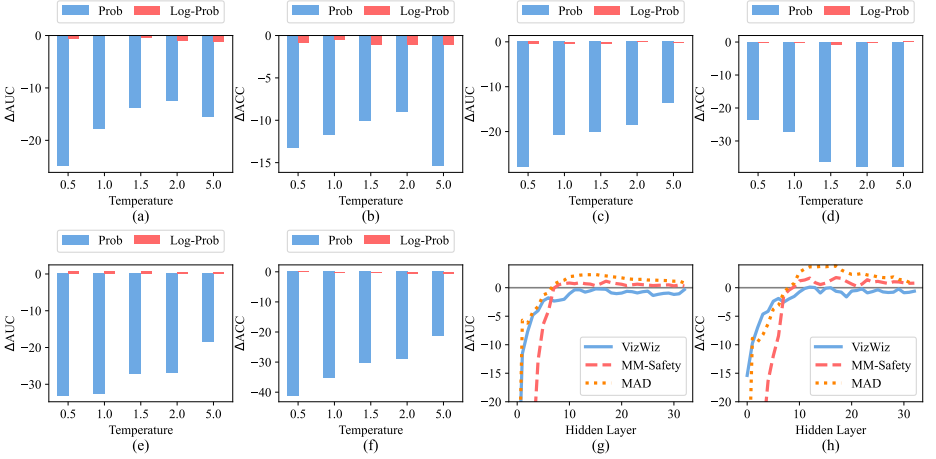 Prob Log-Prob
0
−10
−20
ΔAUC
0.5 1.0 1.5 2.0 5.0
Temperature
(a)
Prob Log-Prob
0
−5
−10
−15
ΔACC
0.5 1.0 1.5 2.0 5.0
Temperature
(b)
Prob Log-Prob
0
−10
−20
ΔAUC
0.5 1.0 1.5 2.0 5.0
Temperature
(c)
Prob Log-Prob
0
−10
−20
−30
ΔACC
0.5 1.0 1.5 2.0 5.0
Temperature
(d)
Prob Log-Prob
0
−10
−20
−30
ΔAUC
0.5 1.0 1.5 2.0 5.0
Temperature
(e)
Prob Log-Prob
0
−10
−20
−30
−40
ΔACC
0.5 1.0 1.5 2.0 5.0
Temperature
(f)
0
−5
−10
−15
−20
ΔAUC
VizWiz
MM-Safety
MAD
0 10 20 30
Hidden Layer
(g)
0
−5
−10
−15
−20
ΔACC
VizWiz
MM-Safety
MAD
0 10 20 30
Hidden Layer
(h)